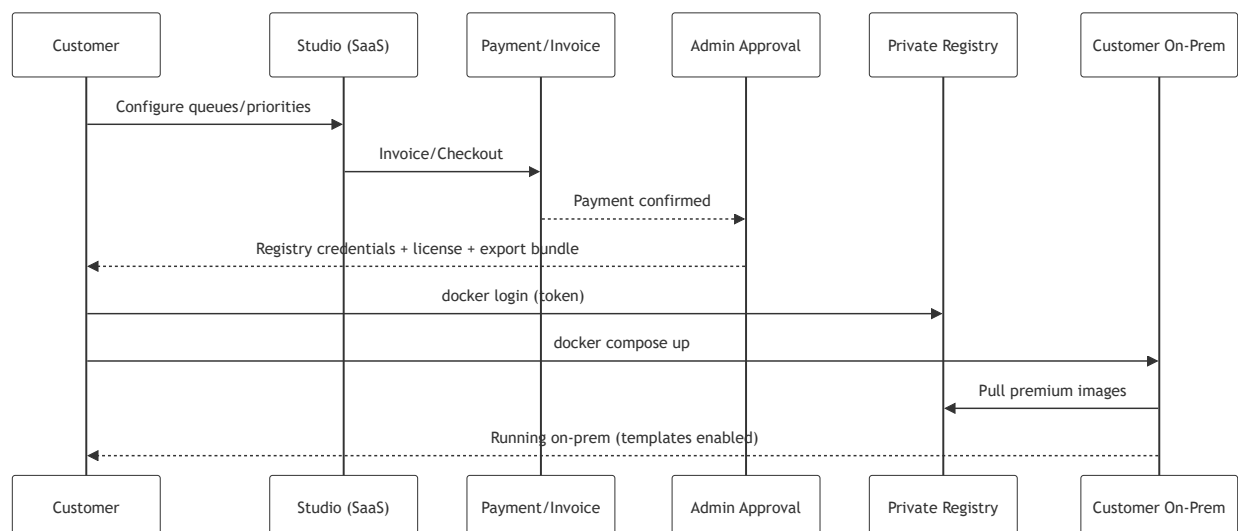 Customer
Studio (SaaS)
Payment/Invoice
Admin Approval
Private Registry
Customer On-Prem
Configure queues/priorities
Invoice/Checkout
Payment confirmed
Registry credentials + license + export bundle
docker login (token)
docker compose up
Pull premium images
Running on-prem (templates enabled)
Customer
Studio (SaaS)
Payment/Invoice
Admin Approval
Private Registry
Customer On-Prem